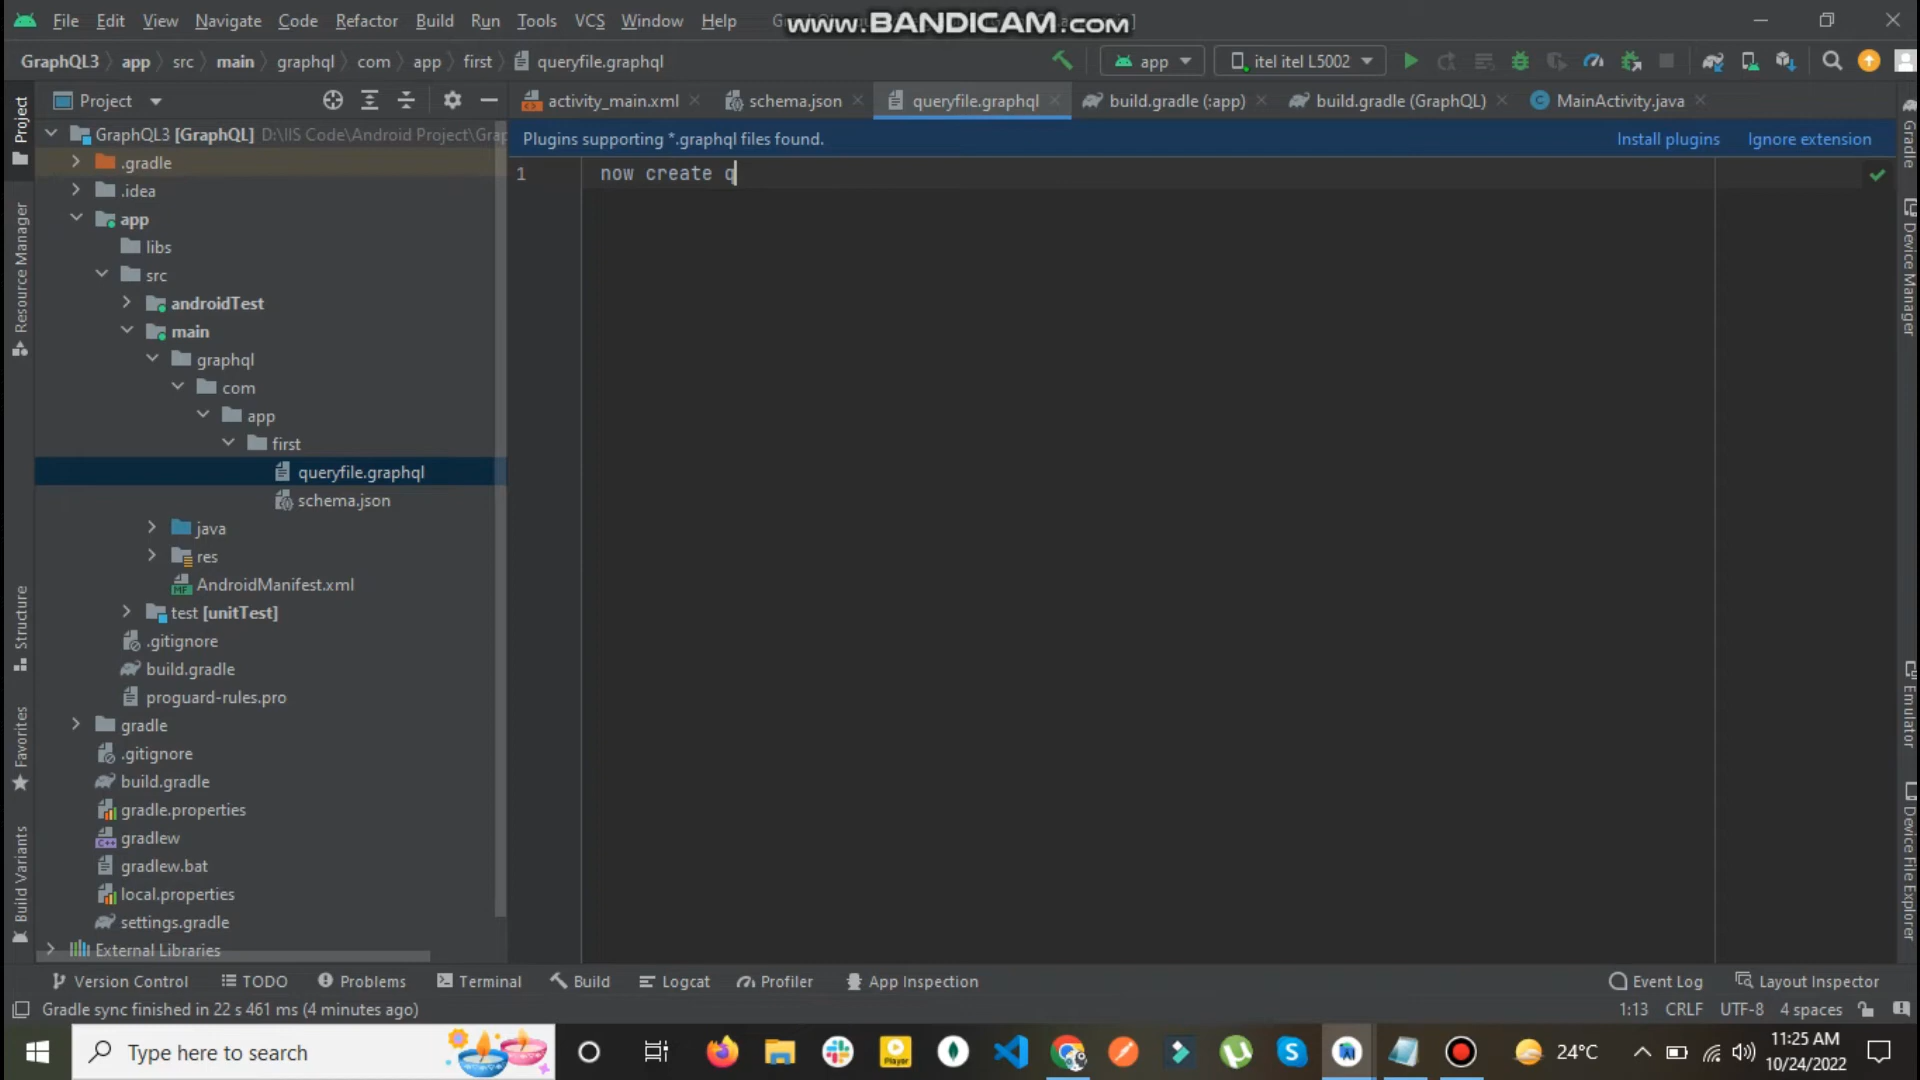 File Edit View Navigate Code Refactor Build Run Tools VCS Window Help
www.BANDICAM.com
GraphQL3 app src main graphql com app first queryfile.graphql
app itel itel L5002
Project
activity_main.xml schema.json queryfile.graphql build.gradle (:app) build.gradle (GraphQL) MainActivity.java
Plugins supporting *.graphql files found. Install plugins Ignore extension
1 now create q
GraphQL3 [GraphQL] D:\IIS Code\Android Project\Grap
.gradle
.idea
app
libs
src
androidTest
main
graphql
com
app
first
queryfile.graphql
schema.json
java
res
AndroidManifest.xml
test [unitTest]
.gitignore
build.gradle
proguard-rules.pro
gradle
.gitignore
build.gradle
gradle.properties
gradlew
gradlew.bat
local.properties
settings.gradle
External Libraries
Project
Resource Manager
Structure
Favorites
Build Variants
Gradle
Device Manager
Emulator
Device File Explorer
Version Control TODO Problems Terminal Build Logcat Profiler App Inspection Event Log Layout Inspector
Gradle sync finished in 22 s 461 ms (4 minutes ago) 1:13 CRLF UTF-8 4 spaces
Type here to search
Player
24°C
11:25 AM
10/24/2022